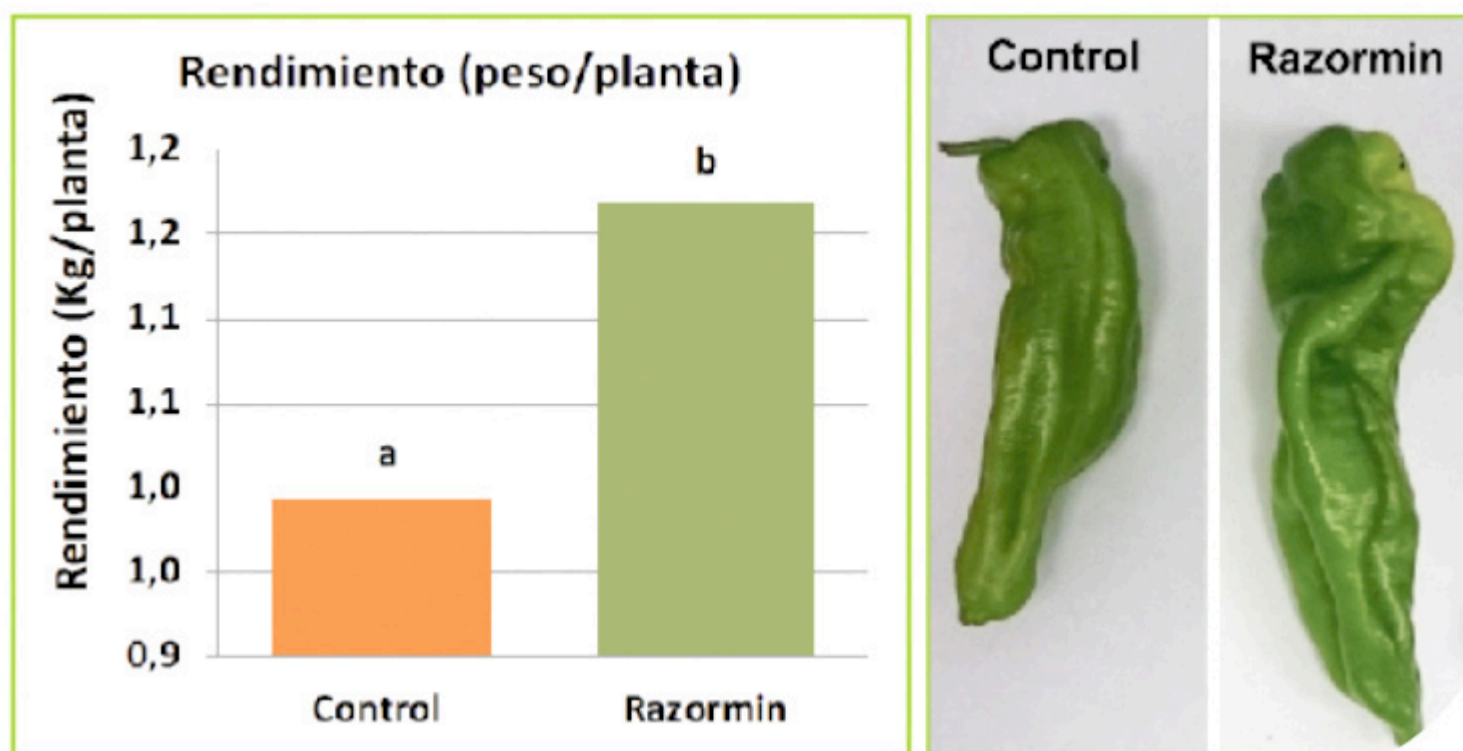 Rendimiento (peso/planta)
Rendimiento (Kg/planta)
1,2
1,2
1,1
1,1
1,0
1,0
0,9
a
b
Control
Razormin
Control
Razormin